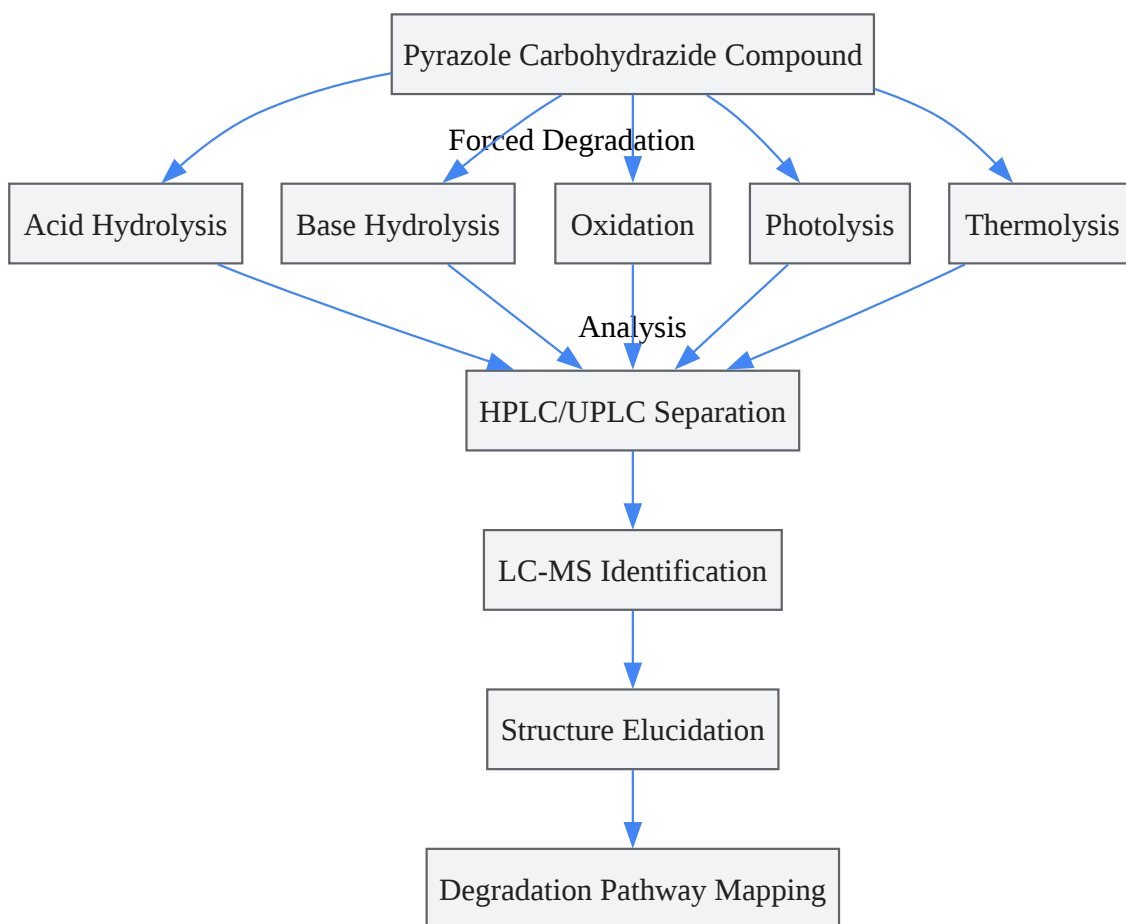 Pyrazole Carbohydrazide Compound
Forced Degradation
Acid Hydrolysis
Base Hydrolysis
Oxidation
Photolysis
Thermolysis
Analysis
HPLC/UPLC Separation
LC-MS Identification
Structure Elucidation
Degradation Pathway Mapping